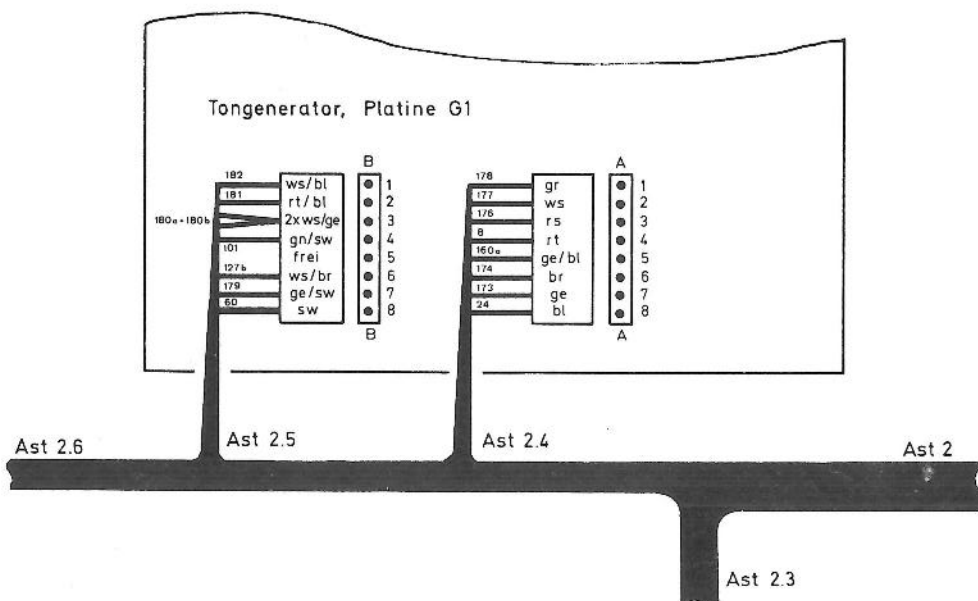 Tongenerator, Platine G1
B
182 ws/bl 1
181 rt/bl 2
180a+180b 2xws/ge 3
101 gn/sw 4
frei 5
127b ws/br 6
179 ge/sw 7
60 sw 8
B
A
178 gr 1
177 ws 2
176 rs 3
8 rt 4
160a ge/bl 5
174 br 6
173 ge 7
24 bl 8
A
Ast 2.6
Ast 2.5
Ast 2.4
Ast 2
Ast 2.3